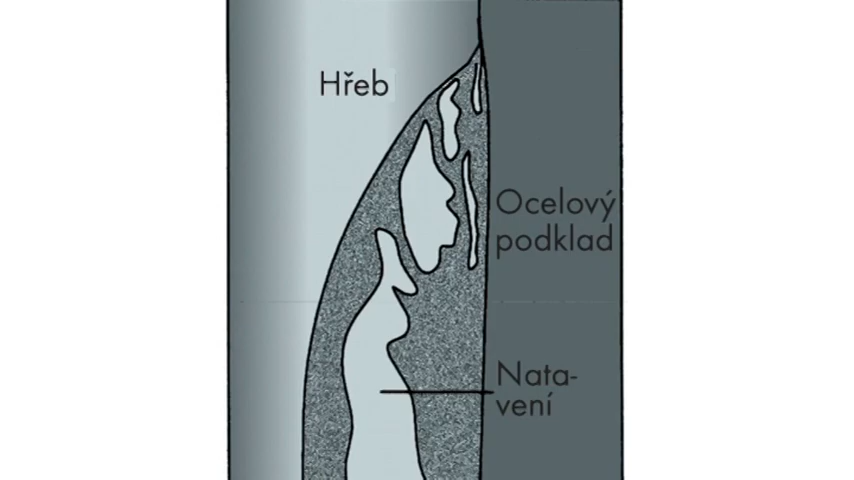 Hřeb
Ocelový
podklad
Nata-
vení